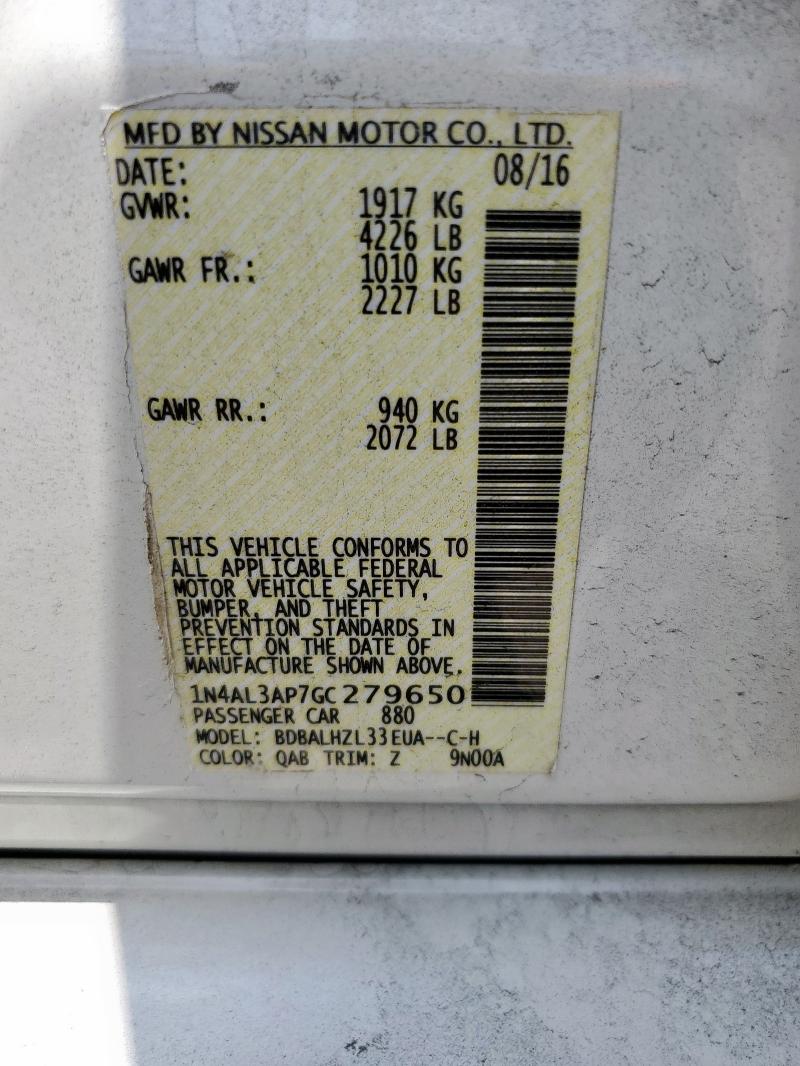 MFD BY NISSAN MOTOR CO., LTD.
DATE: 08/16
GVWR: 1917 KG
4226 LB
GAWR FR.: 1010 KG
2227 LB
GAWR RR.: 940 KG
2072 LB
THIS VEHICLE CONFORMS TO
ALL APPLICABLE FEDERAL
MOTOR VEHICLE SAFETY,
BUMPER, AND THEFT
PREVENTION STANDARDS IN
EFFECT ON THE DATE OF
MANUFACTURE SHOWN ABOVE.
1N4AL3AP7GC279650
PASSENGER CAR 880
MODEL: BDBALHZL33EUA--C-H
COLOR: QAB TRIM: Z 9N00A